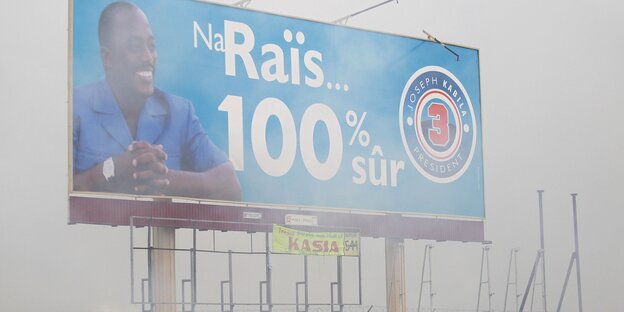 Na Raïs...
100% sûr
JOSEPH KABILA
3
PRESIDENT
KASIA